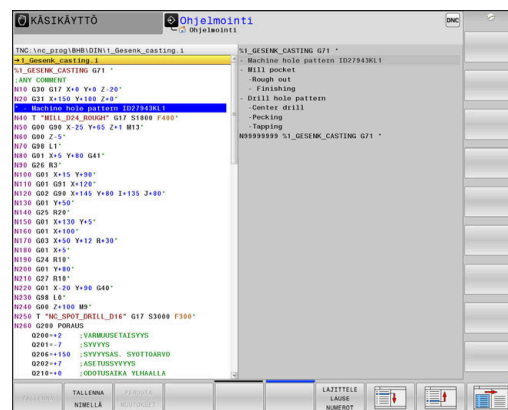 KÄSIKÄYTTÖ
Ohjelmointi
Ohjelmointi
DNC
TNC:\nc_prog\BHB\DIN\1_Gesenk_casting.i
→1_Gesenk_casting.i
%1_GESENK_CASTING G71 *
;ANY COMMENT
N10 G30 G17 X+0 Y+0 Z-20*
N20 G31 X+150 Y+100 Z+0*
* - Machine hole pattern ID27943KL1
N40 T "MILL_D24_ROUGH" G17 S1800 F400*
N50 G00 G90 X-25 Y+65 Z+1 M13*
N60 G00 Z-5*
N70 G98 L1*
N80 G01 X+5 Y+80 G41*
N90 G26 R3*
N100 G01 X+15 Y+90*
N110 G01 G91 X+120*
N120 G02 G90 X+145 Y+80 I+135 J+80*
N130 G01 Y+50*
N140 G25 R20*
N150 G01 X+130 Y+5*
N160 G01 X+100*
N170 G03 X+50 Y+12 R+30*
N180 G01 X+5*
N190 G24 R10*
N200 G01 Y+80*
N210 G27 R10*
N220 G01 X-20 Y+90 G40*
N230 G98 L0*
N240 G00 Z+100 M9*
N250 T "NC_SPOT_DRILL_D16" G17 S3000 F300*
N260 G200 PORAUS
Q200=+2 ;VARMUUSETAISYYS
Q201=-7 ;SYVYYS
Q206=+150 ;SYVYYSAS. SYOTTOARVO
Q202=+7 ;ASETUSSYVYYS
Q210=+0 ;ODOTUSAIKA YLHAALLA
%1_GESENK_CASTING G71 *
- Machine hole pattern ID27943KL1
- Mill pocket
-Rough out
- Finishing
- Drill hole pattern
-Center drill
-Pecking
-Tapping
N99999999 %1_GESENK_CASTING G71 *
TALLENNA
TALLENNA
NIMELLÄ
PERUUTA
MUUTOKSET
LAJITTELE
LAUSE
NUMEROT